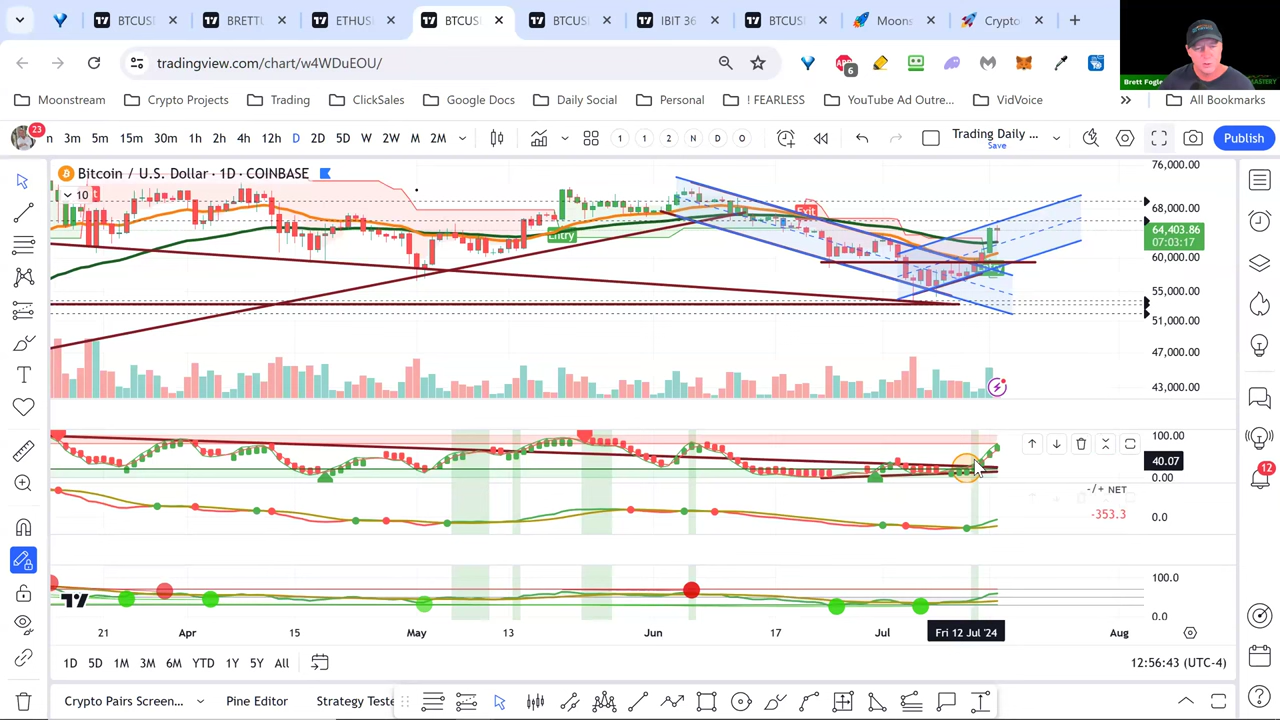 BTCUS
BRETTU
ETHUS
BTCUS
BTCUS
IBIT 36
BTCUS
Moons
Crypto
tradingview.com/chart/w4WDuEOU/
6
Brett Fogle
Moonstream
Crypto Projects
Trading
ClickSales
Google Docs
Daily Social
Personal
! FEARLESS
YouTube Ad Outre...
VidVoice
All Bookmarks
23
n 3m 5m 15m 30m 1h 2h 4h 12h D 2D 5D W 2W M 2M
1 1 2 N D O
Trading Daily ...
Save
Publish
Bitcoin / U.S. Dollar · 1D · COINBASE
10
76,000.00
68,000.00
64,403.86
07:03:17
60,000.00
55,000.00
51,000.00
47,000.00
43,000.00
Entry
Exit
100.00
40.07
0.00
-/+ NET
-353.3
0.0
100.0
0.0
12
21 Apr 15 May 13 Jun 17 Jul Fri 12 Jul '24 Aug
1D 5D 1M 3M 6M YTD 1Y 5Y All
12:56:43 (UTC-4)
Crypto Pairs Screen...
Pine Editor
Strategy Teste